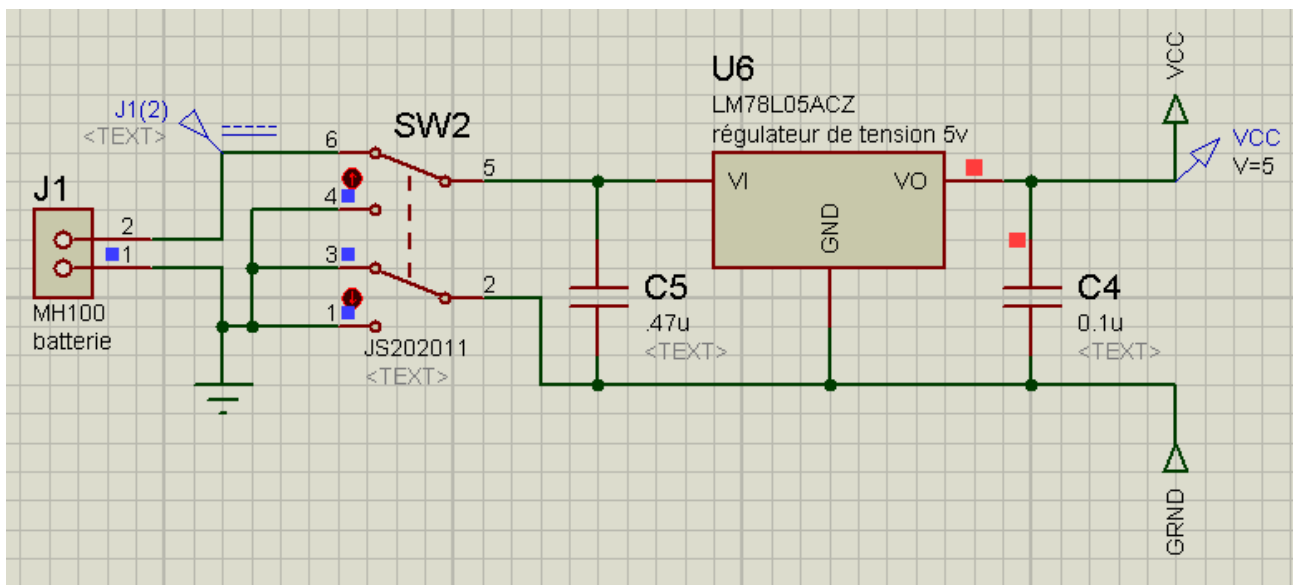 J1(2)
<TEXT>
J1
2
1
MH100
batterie
SW2
6
5
4
3
2
1
JS202011
<TEXT>
U6
LM78L05ACZ
régulateur de tension 5v
VI
VO
GND
C5
.47u
<TEXT>
C4
0.1u
<TEXT>
VCC
VCC
V=5
GRND